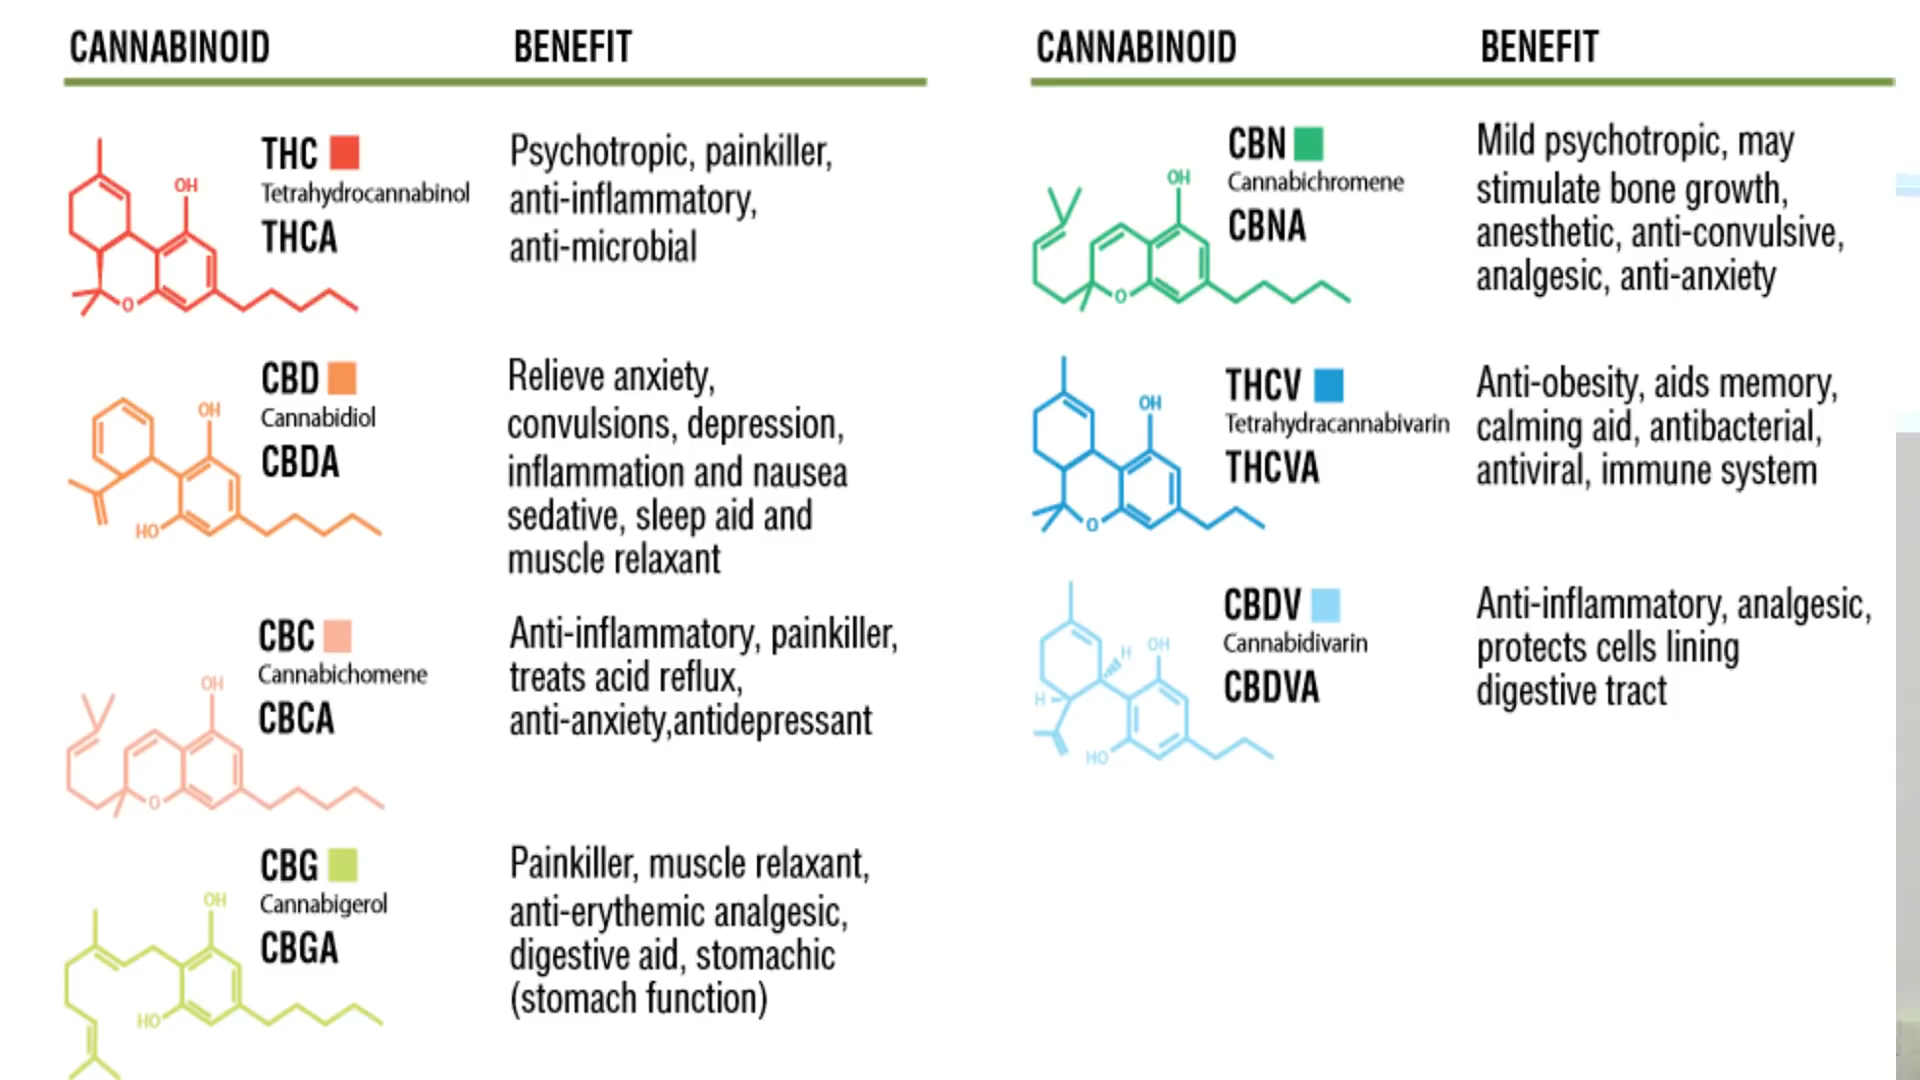 CANNABINOID BENEFIT
OH
THC
Tetrahydrocannabinol
THCA
O
Psychotropic, painkiller,
anti-inflammatory,
anti-microbial
OH
CBD
Cannabidiol
CBDA
HO
Relieve anxiety,
convulsions, depression,
inflammation and nausea
sedative, sleep aid and
muscle relaxant
OH
CBC
Cannabichomene
CBCA
O
Anti-inflammatory, painkiller,
treats acid reflux,
anti-anxiety,antidepressant
OH
CBG
Cannabigerol
CBGA
HO
Painkiller, muscle relaxant,
anti-erythemic analgesic,
digestive aid, stomachic
(stomach function)
CANNABINOID BENEFIT
OH
CBN
Cannabichromene
CBNA
O
Mild psychotropic, may
stimulate bone growth,
anesthetic, anti-convulsive,
analgesic, anti-anxiety
OH
THCV
Tetrahydracannabivarin
THCVA
O
Anti-obesity, aids memory,
calming aid, antibacterial,
antiviral, immune system
H
OH
H
CBDV
Cannabidivarin
CBDVA
HO
Anti-inflammatory, analgesic,
protects cells lining
digestive tract